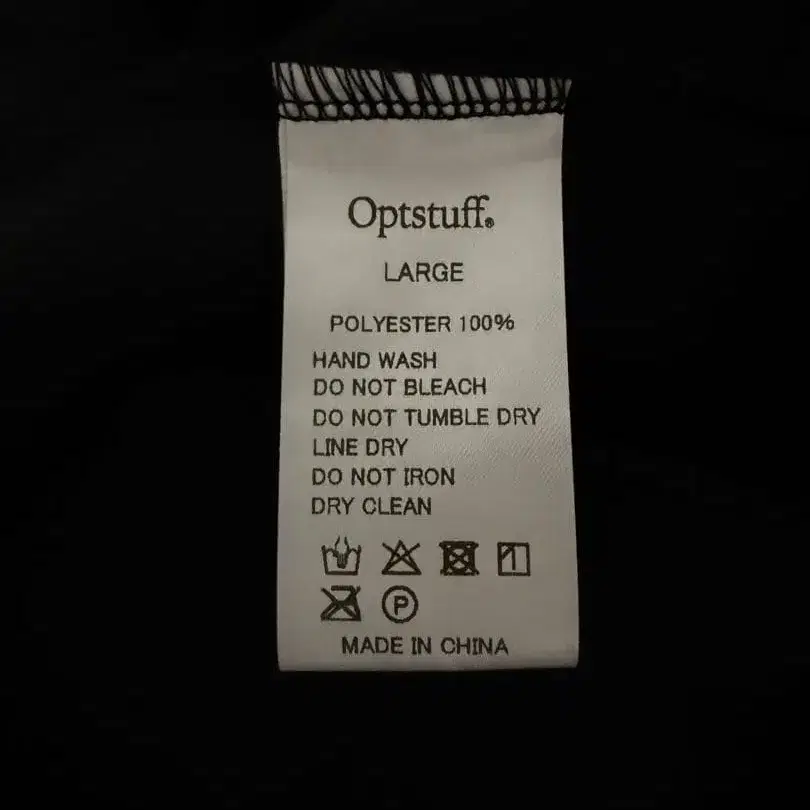 Optstuff®
LARGE
POLYESTER 100%
HAND WASH
DO NOT BLEACH
DO NOT TUMBLE DRY
LINE DRY
DO NOT IRON
DRY CLEAN
P
MADE IN CHINA